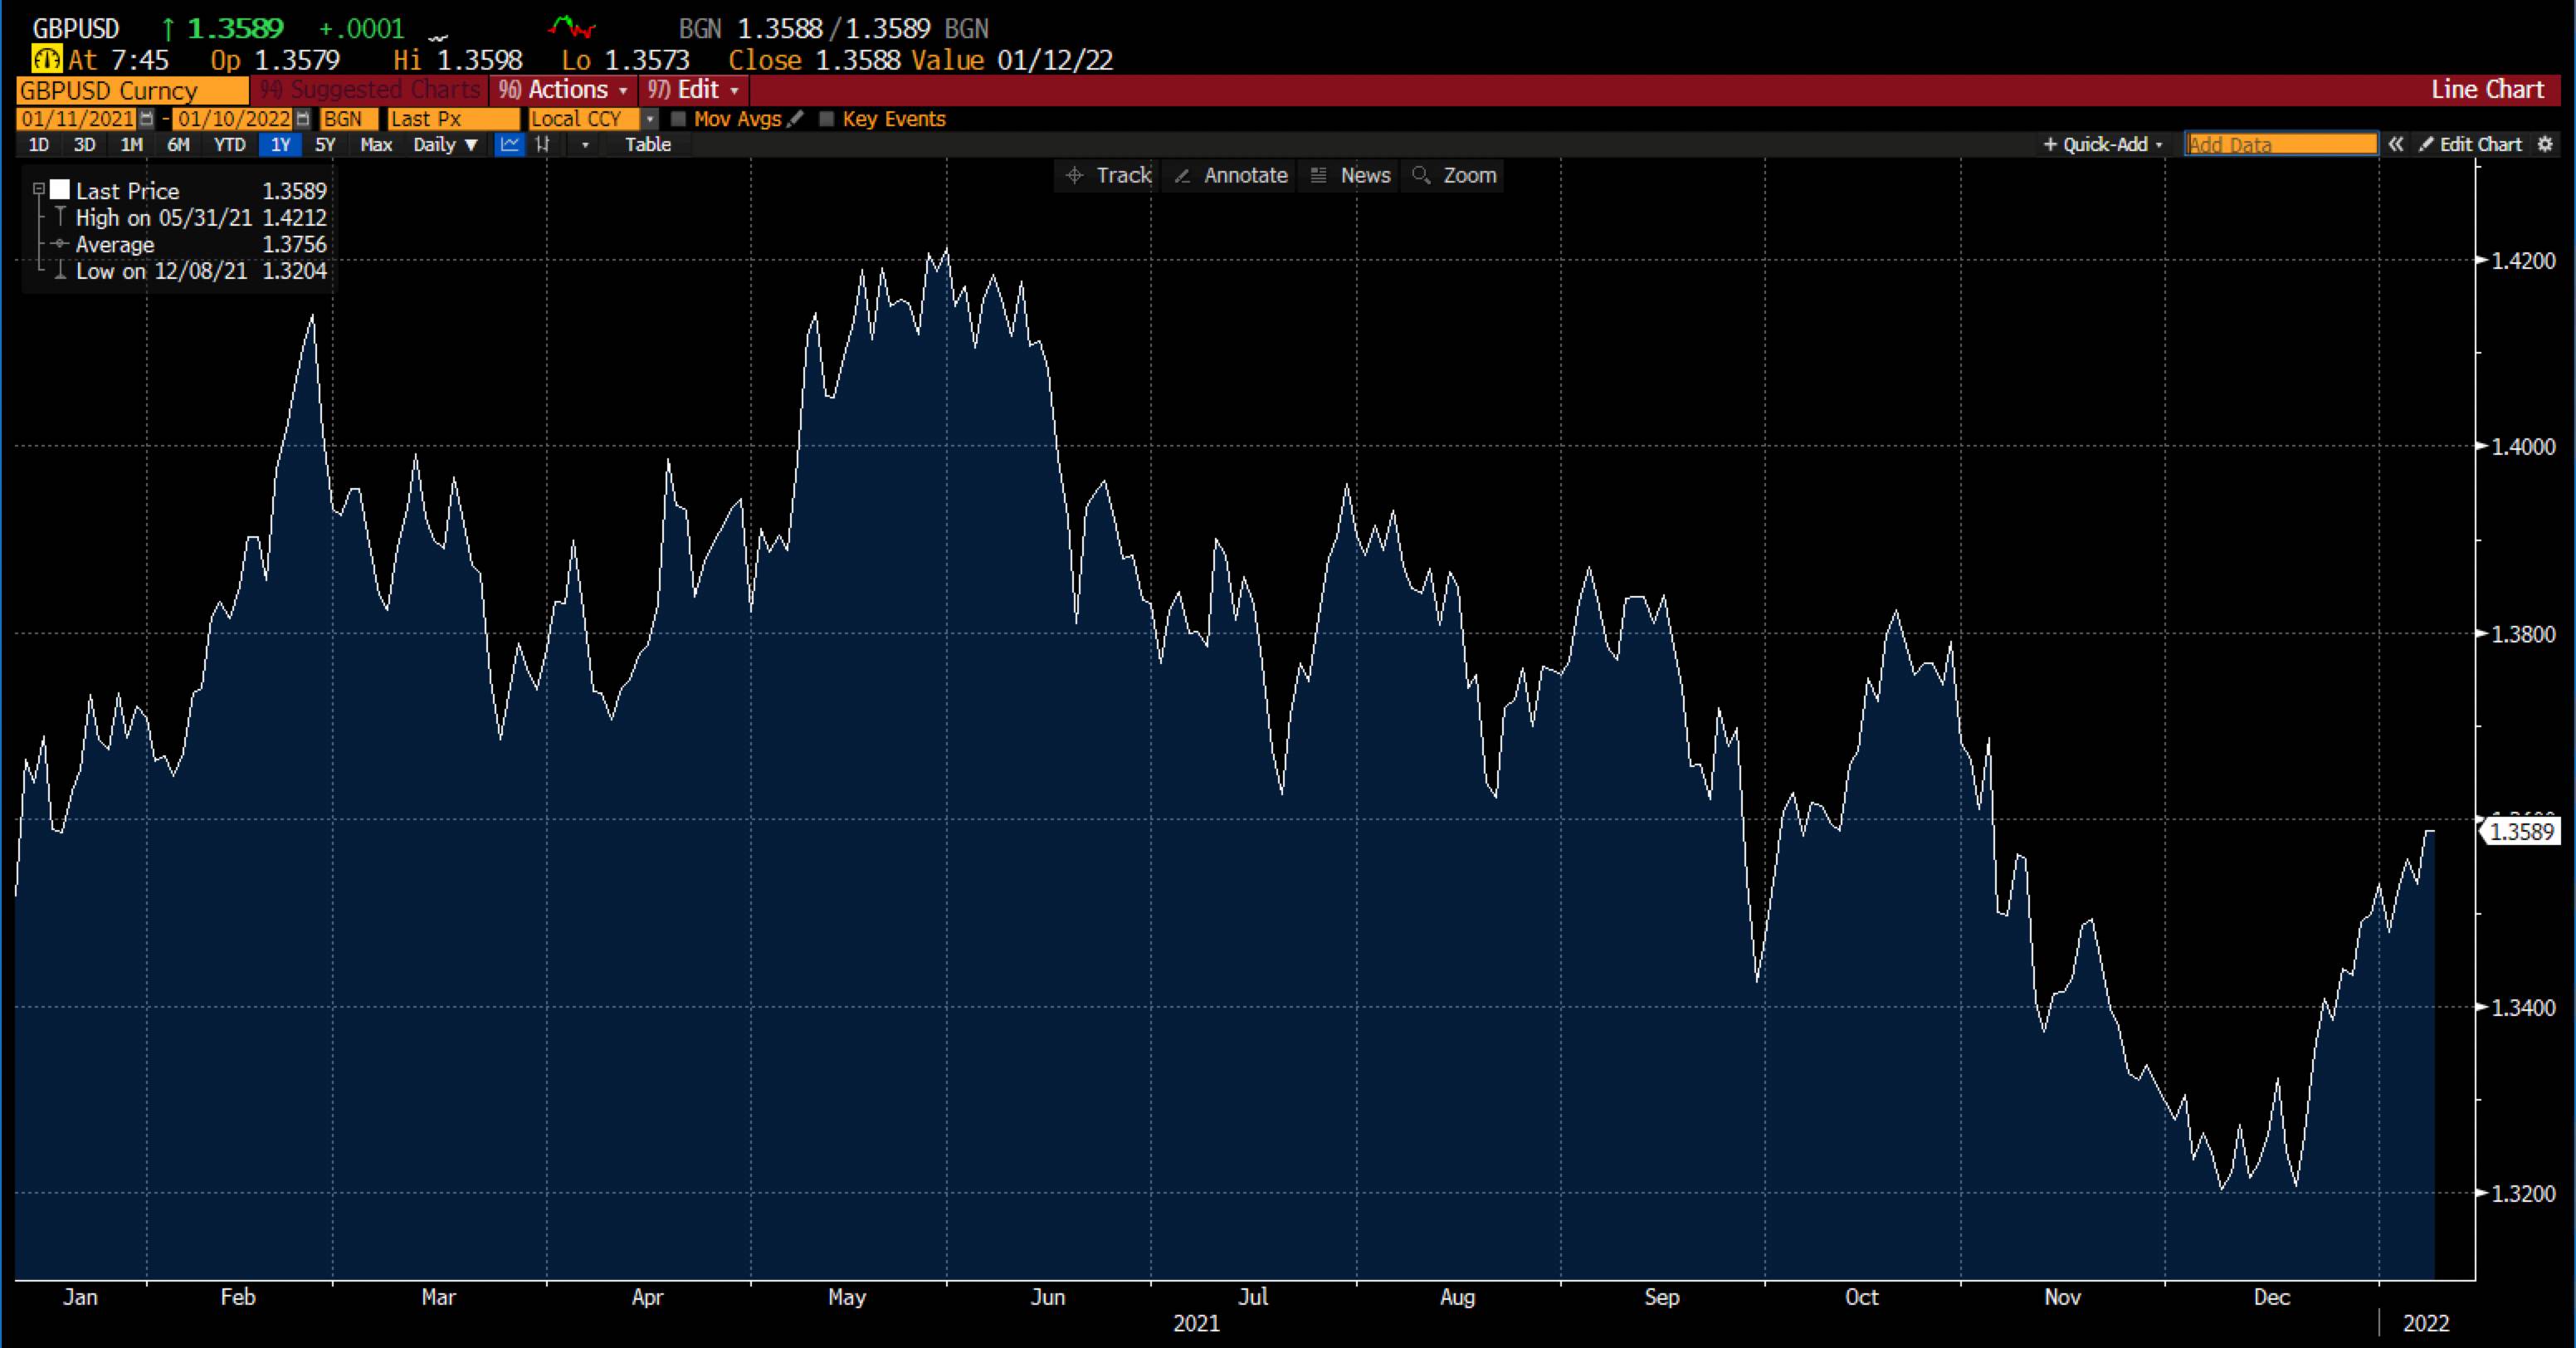 GBPUSD ↑ 1.3589 +.0001 BGN 1.3588/1.3589 BGN
At 7:45 Op 1.3579 Hi 1.3598 Lo 1.3573 Close 1.3588 Value 01/12/22
GBPUSD Curncy 94) Suggested Charts 96) Actions 97) Edit Line Chart
01/11/2021 - 01/10/2022 BGN Last Px Local CCY Mov Avgs Key Events
1D 3D 1M 6M YTD 1Y 5Y Max Daily ▼ Table + Quick-Add Add Data « Edit Chart
Track Annotate News Zoom
Last Price 1.3589
High on 05/31/21 1.4212
Average 1.3756
Low on 12/08/21 1.3204
1.4200
1.4000
1.3800
1.3589
1.3400
1.3200
Jan Feb Mar Apr May Jun Jul Aug Sep Oct Nov Dec
2021 2022